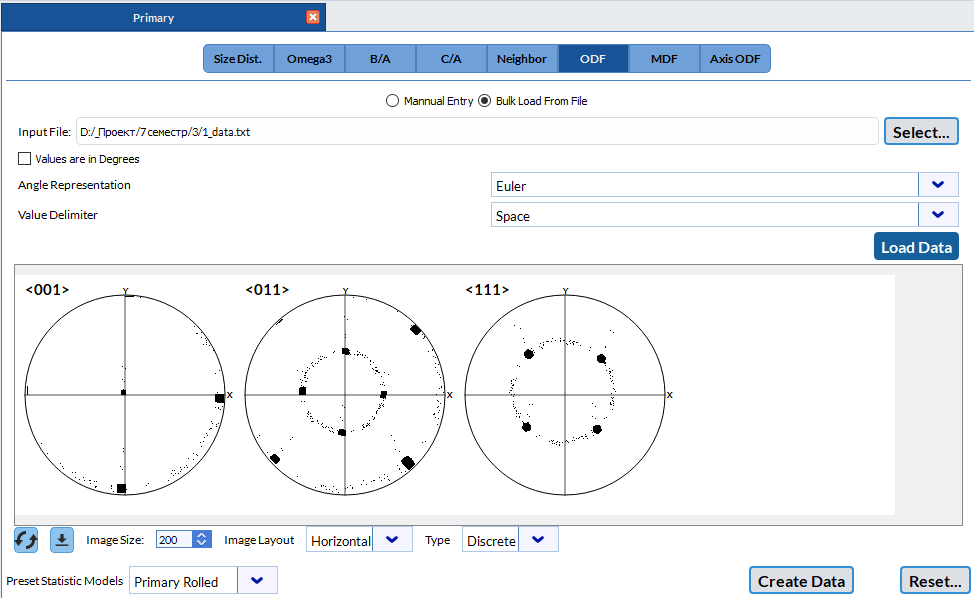 Primary
Size Dist. Omega3 B/A C/A Neighbor ODF MDF Axis ODF
Mannual Entry Bulk Load From File
Input File: D:/_Проект/7 семестр/3/1_data.txt Select...
Values are in Degrees
Angle Representation Euler
Value Delimiter Space
Load Data
<001> Y <011> Y <111> Y
X X X
Image Size: 200 Image Layout Horizontal Type Discrete
Preset Statistic Models Primary Rolled Create Data Reset...